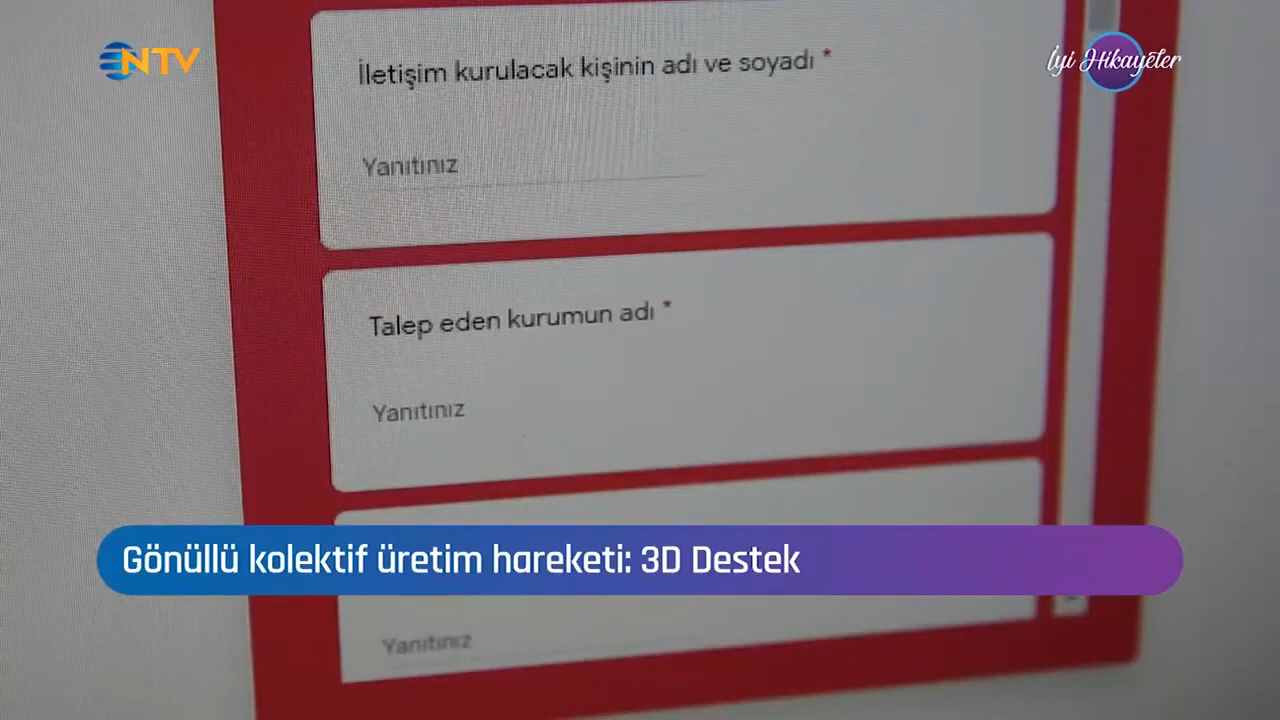 NTV
İyi Hikayeler
İletişim kurulacak kişinin adı ve soyadı *
Yanıtınız
Talep eden kurumun adı *
Yanıtınız
Gönüllü kolektif üretim hareketi: 3D Destek
Yanıtınız